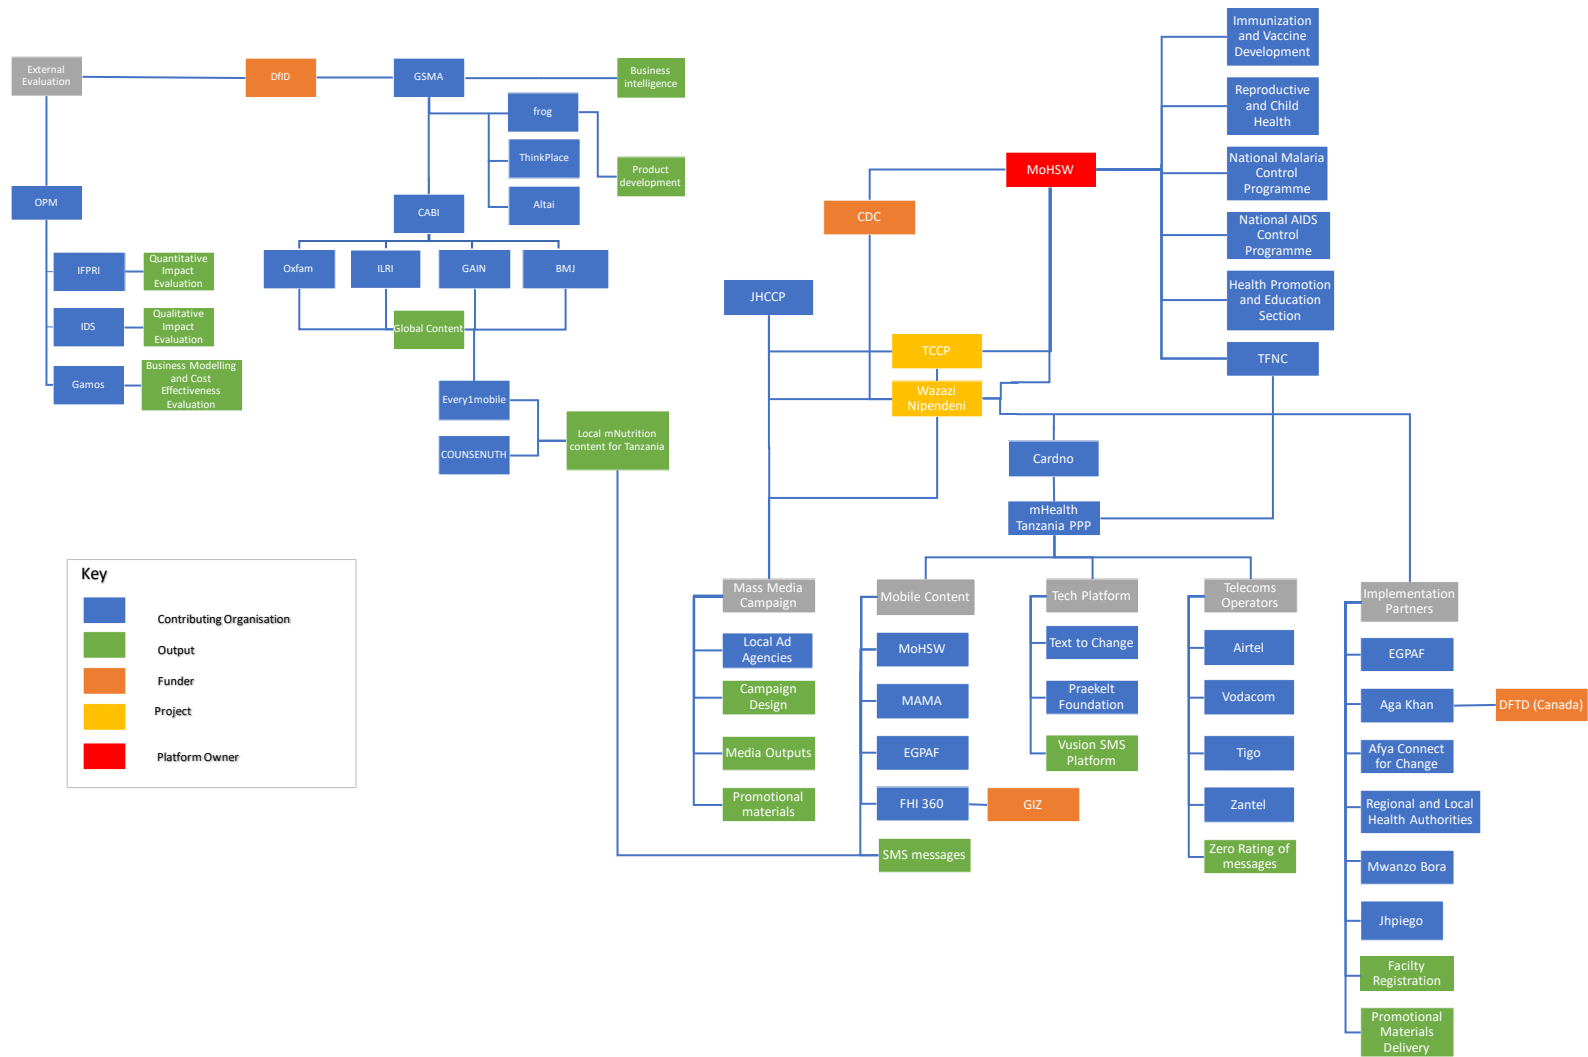 External
Evaluation
DfID
GSMA
Business
intelligence
frog
ThinkPlace
Altai
Product
development
OPM
CABI
IFPRI
Quantitative
Impact
Evaluation
IDS
Qualitative
Impact
Evaluation
Gamos
Business Modelling
and Cost
Effectiveness
Evaluation
Oxfam
ILRI
GAIN
BMJ
Global Content
Every1mobile
COUNSENUTH
Local mNutrition
content for Tanzania
MoHSW
CDC
JHCCP
TCCP
Wazazi
Nipendeni
Immunization
and Vaccine
Development
Reproductive
and Child
Health
National Malaria
Control
Programme
National AIDS
Control
Programme
Health Promotion
and Education
Section
TFNC
Cardno
mHealth
Tanzania PPP
Key
Contributing Organisation
Output
Funder
Project
Platform Owner
Mass Media
Campaign
Local Ad
Agencies
Campaign
Design
Media Outputs
Promotional
materials
Mobile Content
MoHSW
MAMA
EGPAF
FHI 360
GIZ
SMS messages
Tech Platform
Text to Change
Praekelt
Foundation
Vusion SMS
Platform
Telecoms
Operators
Airtel
Vodacom
Tigo
Zantel
Zero Rating of
messages
Implementation
Partners
EGPAF
Aga Khan
DFTD (Canada)
Afya Connect
for Change
Regional and Local
Health Authorities
Mwanzo Bora
Jhpiego
Facilty
Registration
Promotional
Materials
Delivery